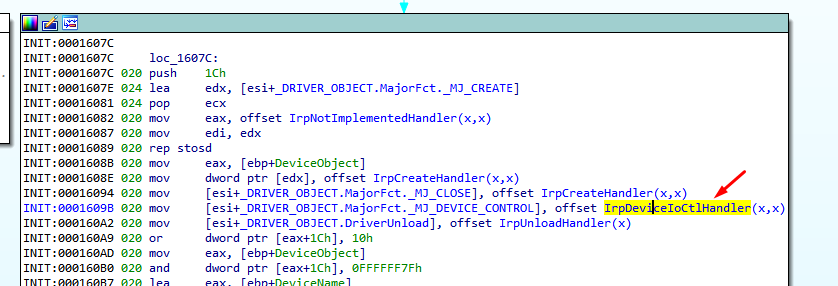 INIT:0001607C
INIT:0001607C loc_1607C:
INIT:0001607C 020 push 1Ch
INIT:0001607E 024 lea edx, [esi+_DRIVER_OBJECT.MajorFct._MJ_CREATE]
INIT:00016081 024 pop ecx
INIT:00016082 020 mov eax, offset IrpNotImplementedHandler(x,x)
INIT:00016087 020 mov edi, edx
INIT:00016089 020 rep stosd
INIT:0001608B 020 mov eax, [ebp+DeviceObject]
INIT:0001608E 020 mov dword ptr [edx], offset IrpCreateHandler(x,x)
INIT:00016094 020 mov [esi+_DRIVER_OBJECT.MajorFct._MJ_CLOSE], offset IrpCreateHandler(x,x)
INIT:0001609B 020 mov [esi+_DRIVER_OBJECT.MajorFct._MJ_DEVICE_CONTROL], offset IrpDeviceIoCtlHandler(x,x)
INIT:000160A2 020 mov [esi+_DRIVER_OBJECT.DriverUnload], offset IrpUnloadHandler(x)
INIT:000160A9 020 or dword ptr [eax+1Ch], 10h
INIT:000160AD 020 mov eax, [ebp+DeviceObject]
INIT:000160B0 020 and dword ptr [eax+1Ch], 0FFFFFF7Fh
INIT:000160B7 020 lea eax, [ebp+DeviceName]